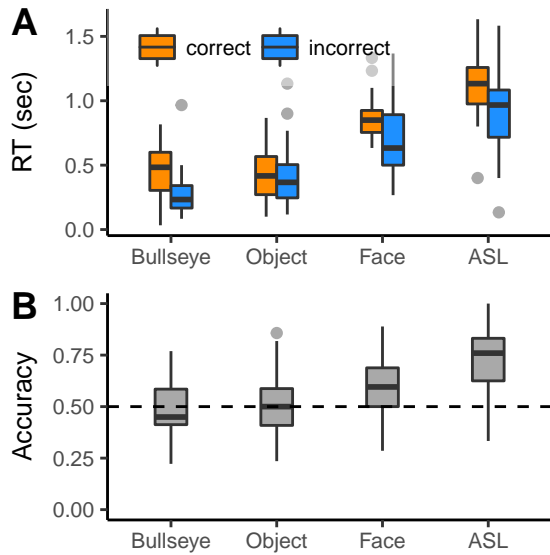 A
correct incorrect
RT (sec)
1.5
1.0
0.5
0.0
Bullseye Object Face ASL
B
Accuracy
1.00
0.75
0.50
0.25
0.00
Bullseye Object Face ASL